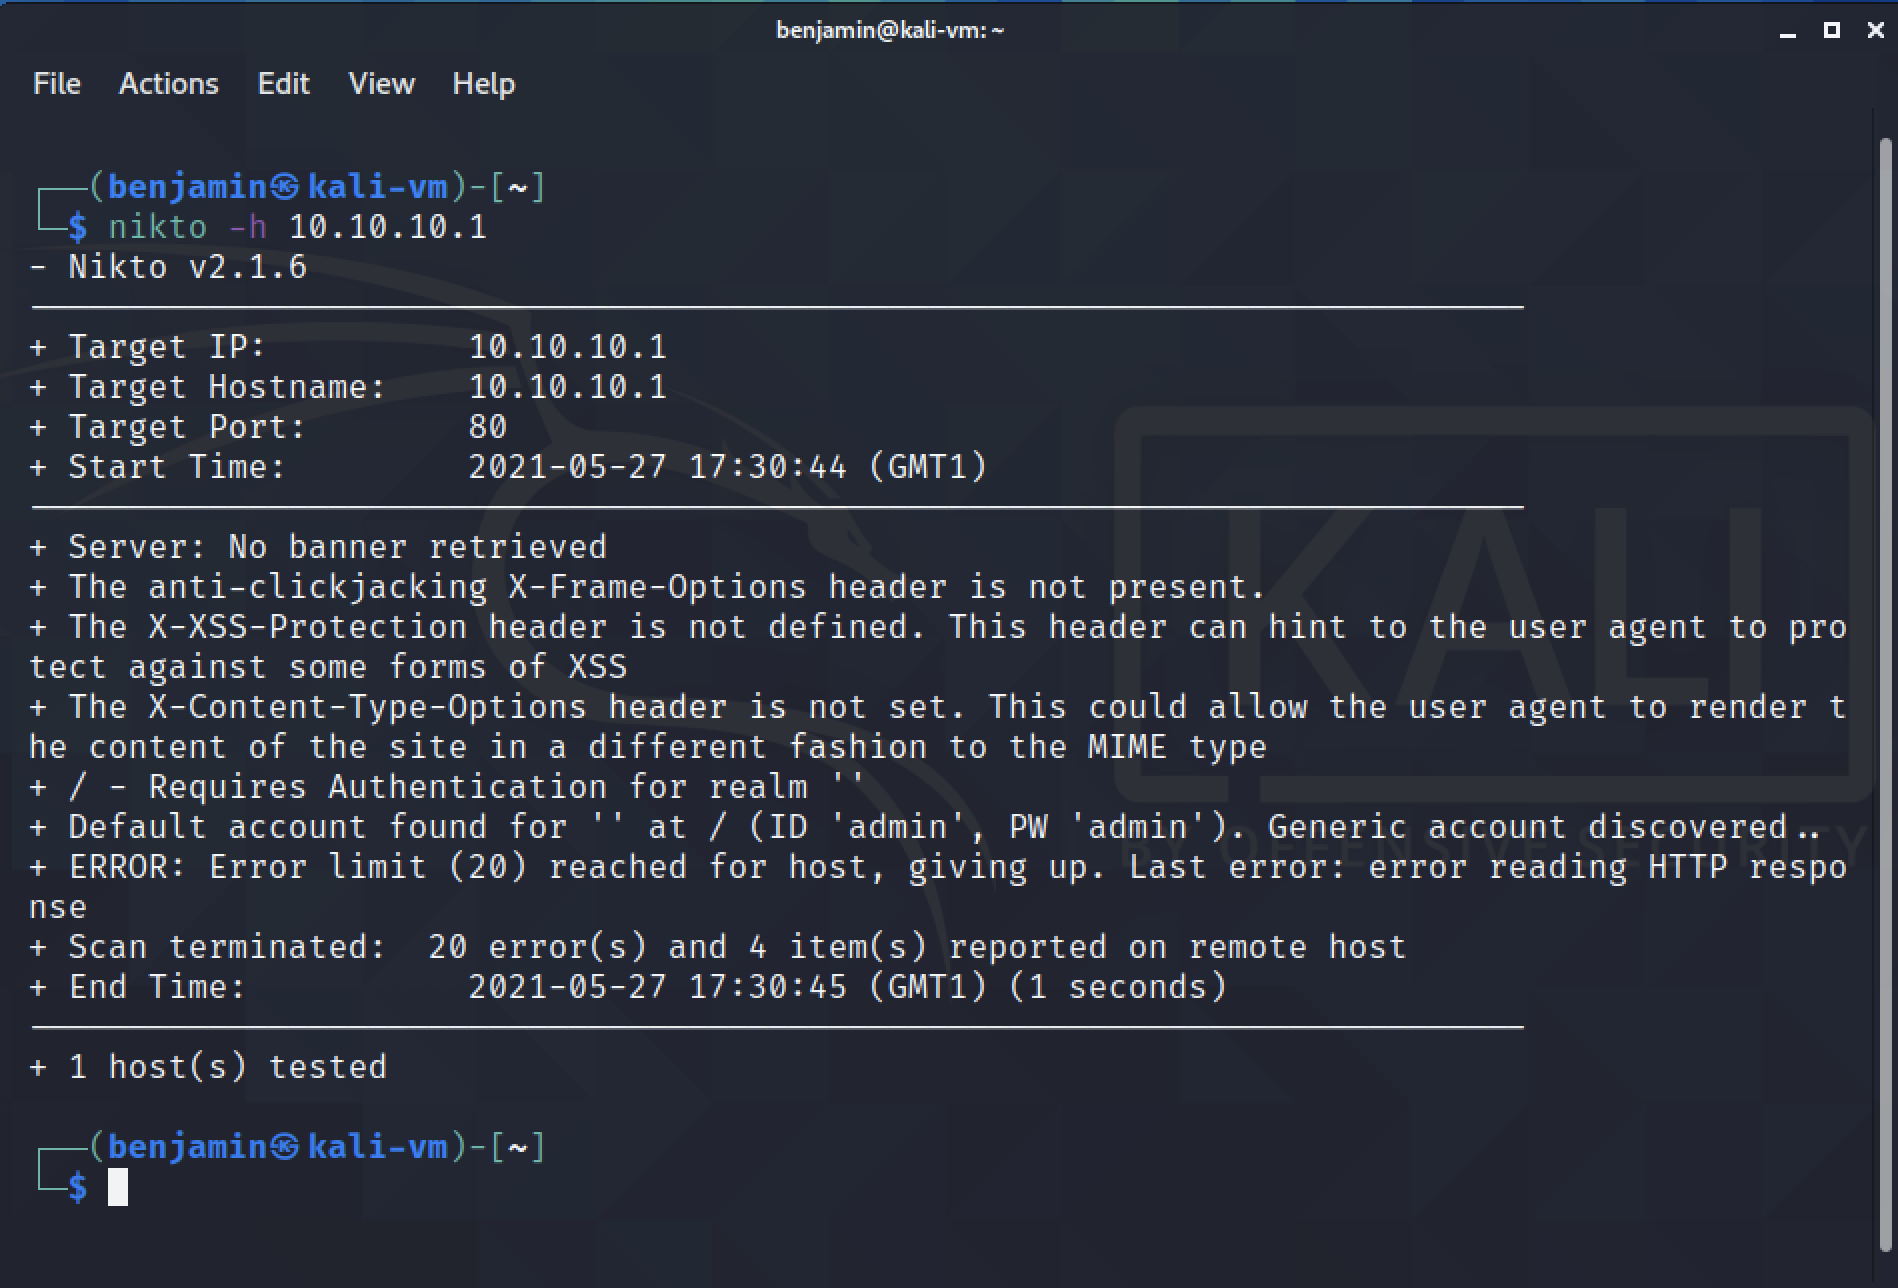 benjamin@kali-vm: ~
File Actions Edit View Help
┌──(benjamin㉿kali-vm)-[~]
└─$ nikto -h 10.10.10.1
- Nikto v2.1.6
+ Target IP: 10.10.10.1
+ Target Hostname: 10.10.10.1
+ Target Port: 80
+ Start Time: 2021-05-27 17:30:44 (GMT1)
+ Server: No banner retrieved
+ The anti-clickjacking X-Frame-Options header is not present.
+ The X-XSS-Protection header is not defined. This header can hint to the user agent to pro
tect against some forms of XSS
+ The X-Content-Type-Options header is not set. This could allow the user agent to render t
he content of the site in a different fashion to the MIME type
+ / - Requires Authentication for realm ''
+ Default account found for '' at / (ID 'admin', PW 'admin'). Generic account discovered..
+ ERROR: Error limit (20) reached for host, giving up. Last error: error reading HTTP respo
nse
+ Scan terminated: 20 error(s) and 4 item(s) reported on remote host
+ End Time: 2021-05-27 17:30:45 (GMT1) (1 seconds)
+ 1 host(s) tested
┌──(benjamin㉿kali-vm)-[~]
└─$
KALI
BY OFFENSIVE SECURITY